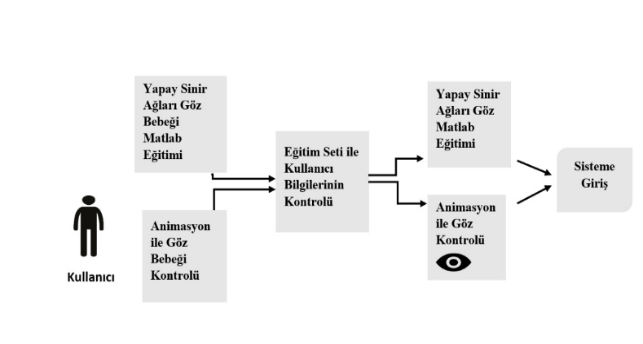 Yapay Sinir
Ağları Göz
Bebeği
Matlab
Eğitimi
Animasyon
ile Göz
Bebeği
Kontrolü
Kullanıcı
Eğitim Seti ile
Kullanıcı
Bilgilerinin
Kontrolü
Yapay Sinir
Ağları Göz
Matlab
Eğitimi
Animasyon
ile Göz
Kontrolü
Sisteme
Giriş